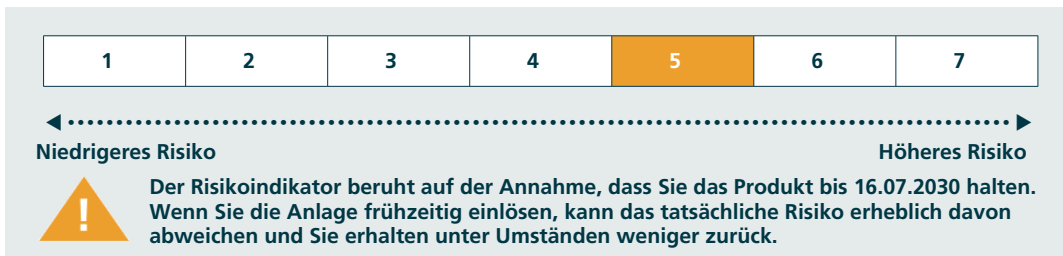 1 2 3 4 5 6 7
Niedrigeres Risiko Höheres Risiko
! Der Risikoindikator beruht auf der Annahme, dass Sie das Produkt bis 16.07.2030 halten.
Wenn Sie die Anlage frühzeitig einlösen, kann das tatsächliche Risiko erheblich davon
abweichen und Sie erhalten unter Umständen weniger zurück.